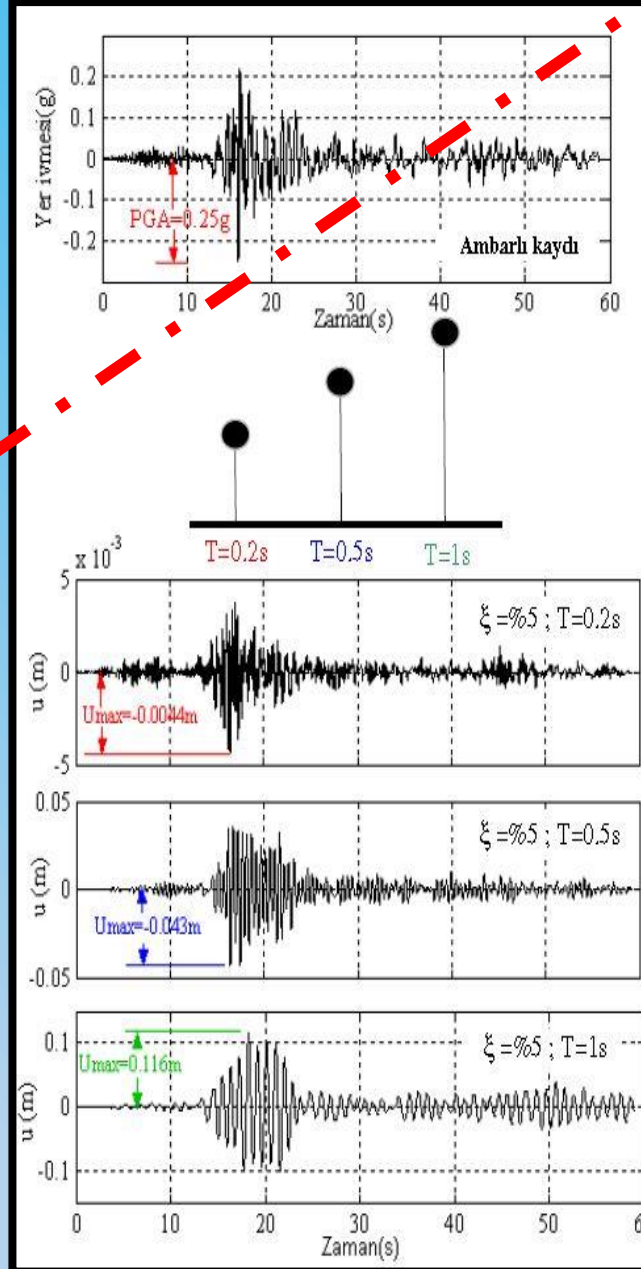 0.2
0.1
0
-0.1
-0.2
Yer ivmesi(g)
PGA=0.25g
Ambarlı kaydı
0 10 20 30 40 50 60
Zaman(s)
T=0.2s T=0.5s T=1s
x 10^-3
5
0
-5
u (m)
ξ =%5 ; T=0.2s
Umax=-0.0044m
0.05
0
-0.05
u (m)
ξ =%5 ; T=0.5s
Umax=-0.043m
0.1
0
-0.1
u (m)
ξ =%5 ; T=1s
Umax=0.116m
0 10 20 30 40 50 6
Zaman(s)